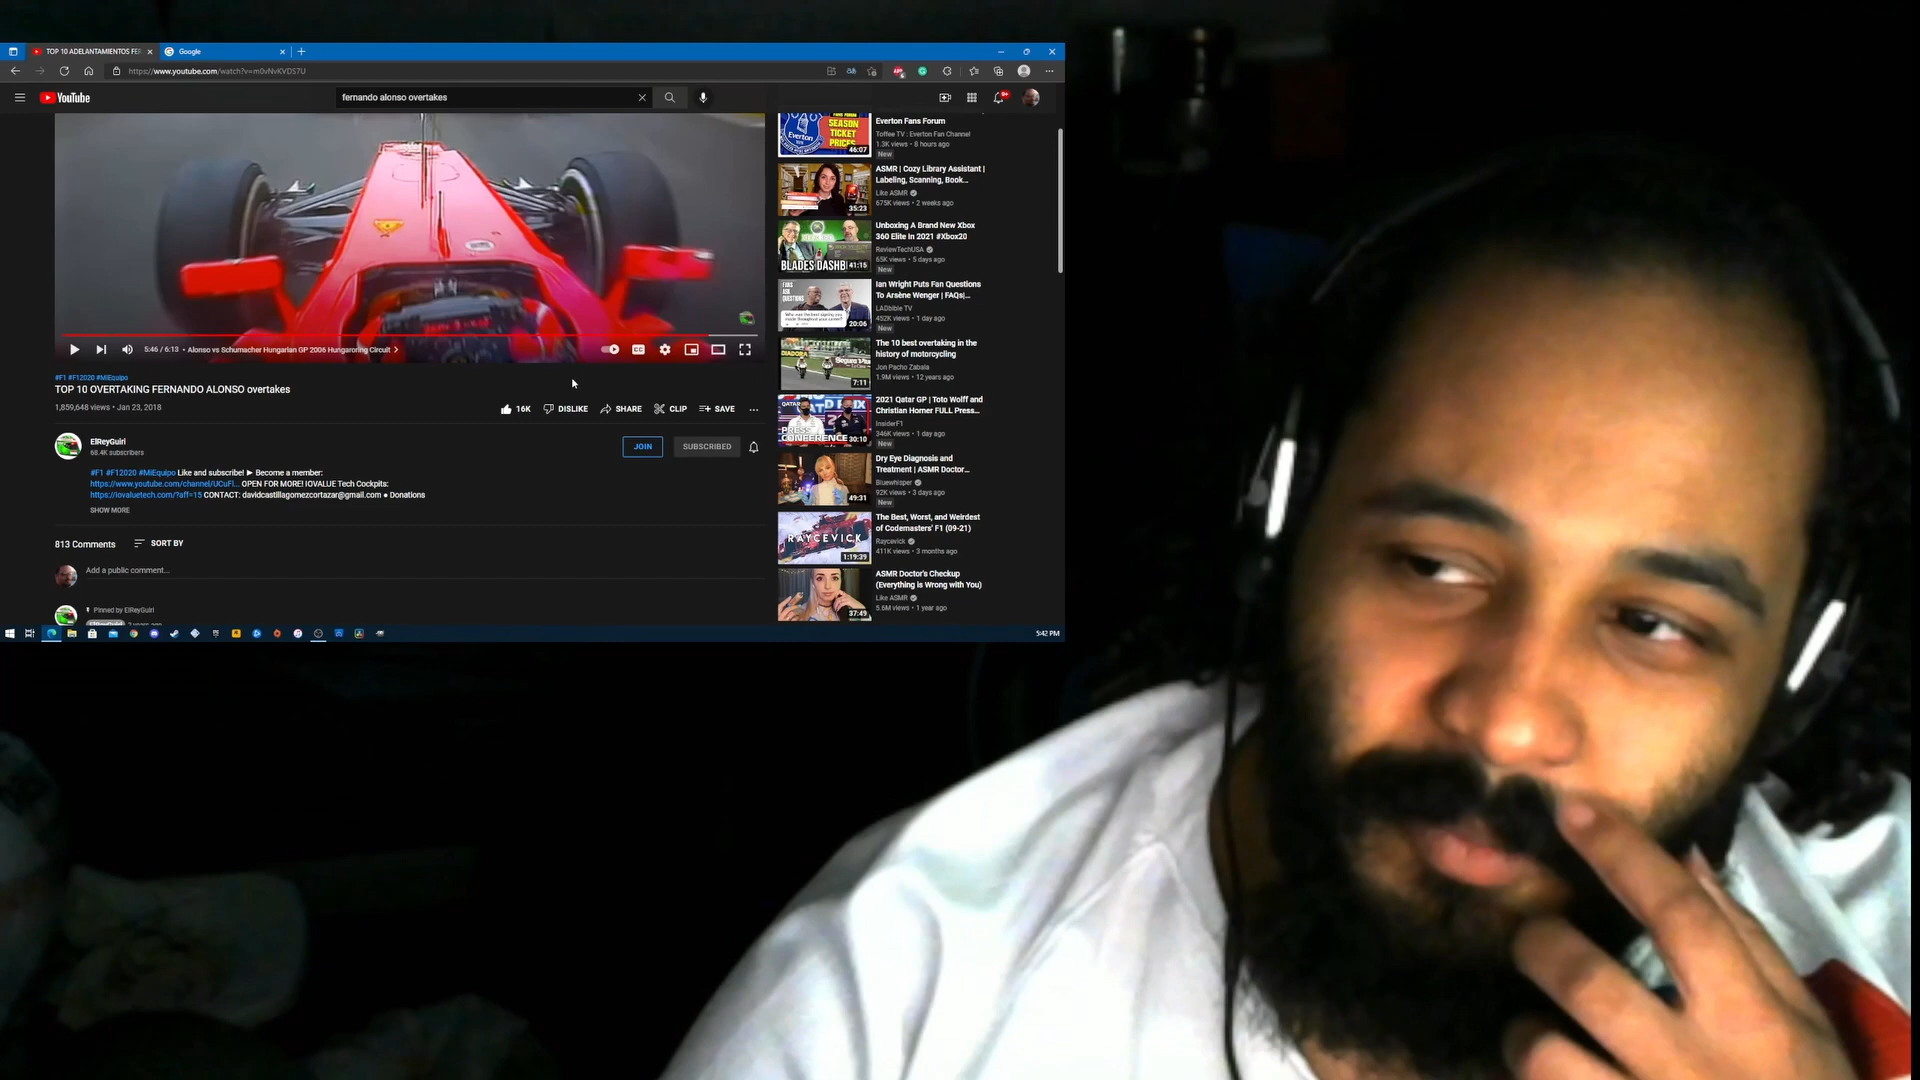 TOP 10 ADELANTAMIENTOS FE
Google
https://www.youtube.com/watch?v=m0vNvKVDS7U
YouTube
fernando alonso overtakes
9+
5:46 / 6:13 • Alonso vs Schumacher Hungarian GP 2006 Hungaroring Circuit
#F1 #F12020 #MiEquipo
TOP 10 OVERTAKING FERNANDO ALONSO overtakes
1,859,648 views • Jan 23, 2018
16K
DISLIKE
SHARE
CLIP
SAVE
ElReyGuiri
68.4K subscribers
JOIN
SUBSCRIBED
#F1 #F12020 #MiEquipo Like and subscribe! ► Become a member:
https://www.youtube.com/channel/UCuFl... OPEN FOR MORE! IOVALUE Tech Cockpits:
https://iovaluetech.com/?aff=15 CONTACT: davidcastillagomezcortazar@gmail.com ● Donations
SHOW MORE
813 Comments
SORT BY
Add a public comment...
Pinned by ElReyGuiri
ElReyGuiri 2 years ago
Everton
SEASON
TICKET
PRICES
46:07
Everton Fans Forum
Toffee TV : Everton Fan Channel
1.3K views • 8 hours ago
New
35:23
ASMR | Cozy Library Assistant |
Labeling, Scanning, Book...
Like ASMR
675K views • 2 weeks ago
BLADES DASHB
41:15
Unboxing A Brand New Xbox
360 Elite In 2021 #Xbox20
ReviewTechUSA
65K views • 5 days ago
New
FANS
ASK
QUESTIONS
20:06
Ian Wright Puts Fan Questions
To Arsène Wenger | FAQs|...
LADbible TV
452K views • 1 day ago
New
DIADORA
7:11
The 10 best overtaking in the
history of motorcycling
Jon Pacho Zabala
1.9M views • 12 years ago
QATAR
PRESS
CONFERENCE
30:10
2021 Qatar GP | Toto Wolff and
Christian Horner FULL Press...
InsiderF1
346K views • 1 day ago
New
49:31
Dry Eye Diagnosis and
Treatment | ASMR Doctor...
Bluewhisper
92K views • 3 days ago
New
RAYCEVICK
1:19:39
The Best, Worst, and Weirdest
of Codemasters' F1 (09-21)
Raycevick
411K views • 3 months ago
37:49
ASMR Doctor's Checkup
(Everything is Wrong with You)
Like ASMR
5.6M views • 1 year ago
5:42 PM